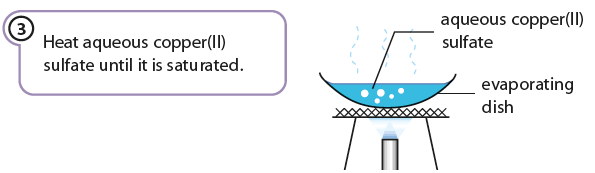 3
Heat aqueous copper(II)
sulfate until it is saturated.
aqueous copper(II)
sulfate
evaporating
dish